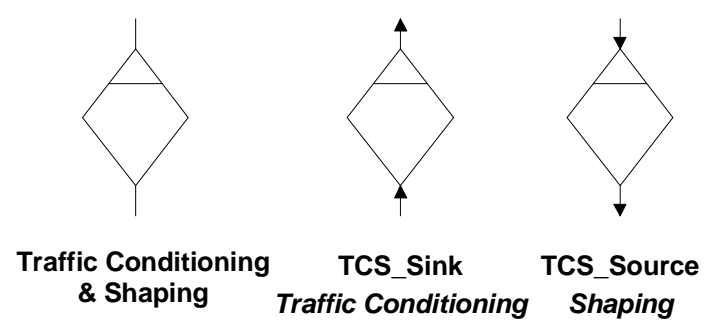 Traffic Conditioning
& Shaping
TCS_Sink
Traffic Conditioning
TCS_Source
Shaping